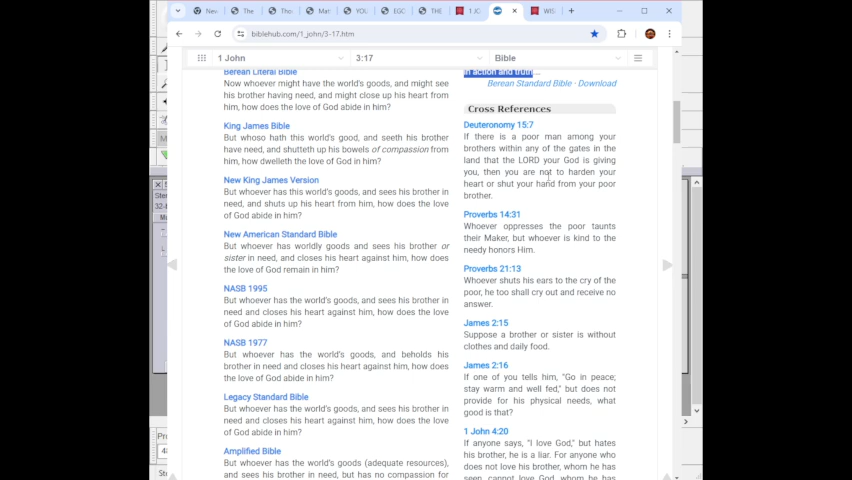 Nev
The
Tho
Mat
YOU
EGC
THE
1 JC
WIS
biblehub.com/1_john/3-17.htm
1 John
3:17
Bible
Berean Literal Bible
Now whoever might have the world's goods, and might see
his brother having need, and might close up his heart from
him, how does the love of God abide in him?
King James Bible
But whoso hath this world's good, and seeth his brother
have need, and shutteth up his bowels of compassion from
him, how dwelleth the love of God in him?
New King James Version
But whoever has this world's goods, and sees his brother in
need, and shuts up his heart from him, how does the love
of God abide in him?
New American Standard Bible
But whoever has worldly goods and sees his brother or
sister in need, and closes his heart against him, how does
the love of God remain in him?
NASB 1995
But whoever has the world's goods, and sees his brother in
need and closes his heart against him, how does the love
of God abide in him?
NASB 1977
But whoever has the world's goods, and beholds his
brother in need and closes his heart against him, how does
the love of God abide in him?
Legacy Standard Bible
But whoever has the world's goods, and sees his brother in
need and closes his heart against him, how does the love
of God abide in him?
Amplified Bible
But whoever has the world's goods (adequate resources),
and sees his brother in need, but has no compassion for
in action and truth...
Berean Standard Bible · Download
Cross References
Deuteronomy 15:7
If there is a poor man among your
brothers within any of the gates in the
land that the LORD your God is giving
you, then you are not to harden your
heart or shut your hand from your poor
brother.
Proverbs 14:31
Whoever oppresses the poor taunts
their Maker, but whoever is kind to the
needy honors Him.
Proverbs 21:13
Whoever shuts his ears to the cry of the
poor, he too shall cry out and receive no
answer.
James 2:15
Suppose a brother or sister is without
clothes and daily food.
James 2:16
If one of you tells him, "Go in peace;
stay warm and well fed," but does not
provide for his physical needs, what
good is that?
1 John 4:20
If anyone says, "I love God," but hates
his brother, he is a liar. For anyone who
does not love his brother, whom he has
seen, cannot love God, whom he has